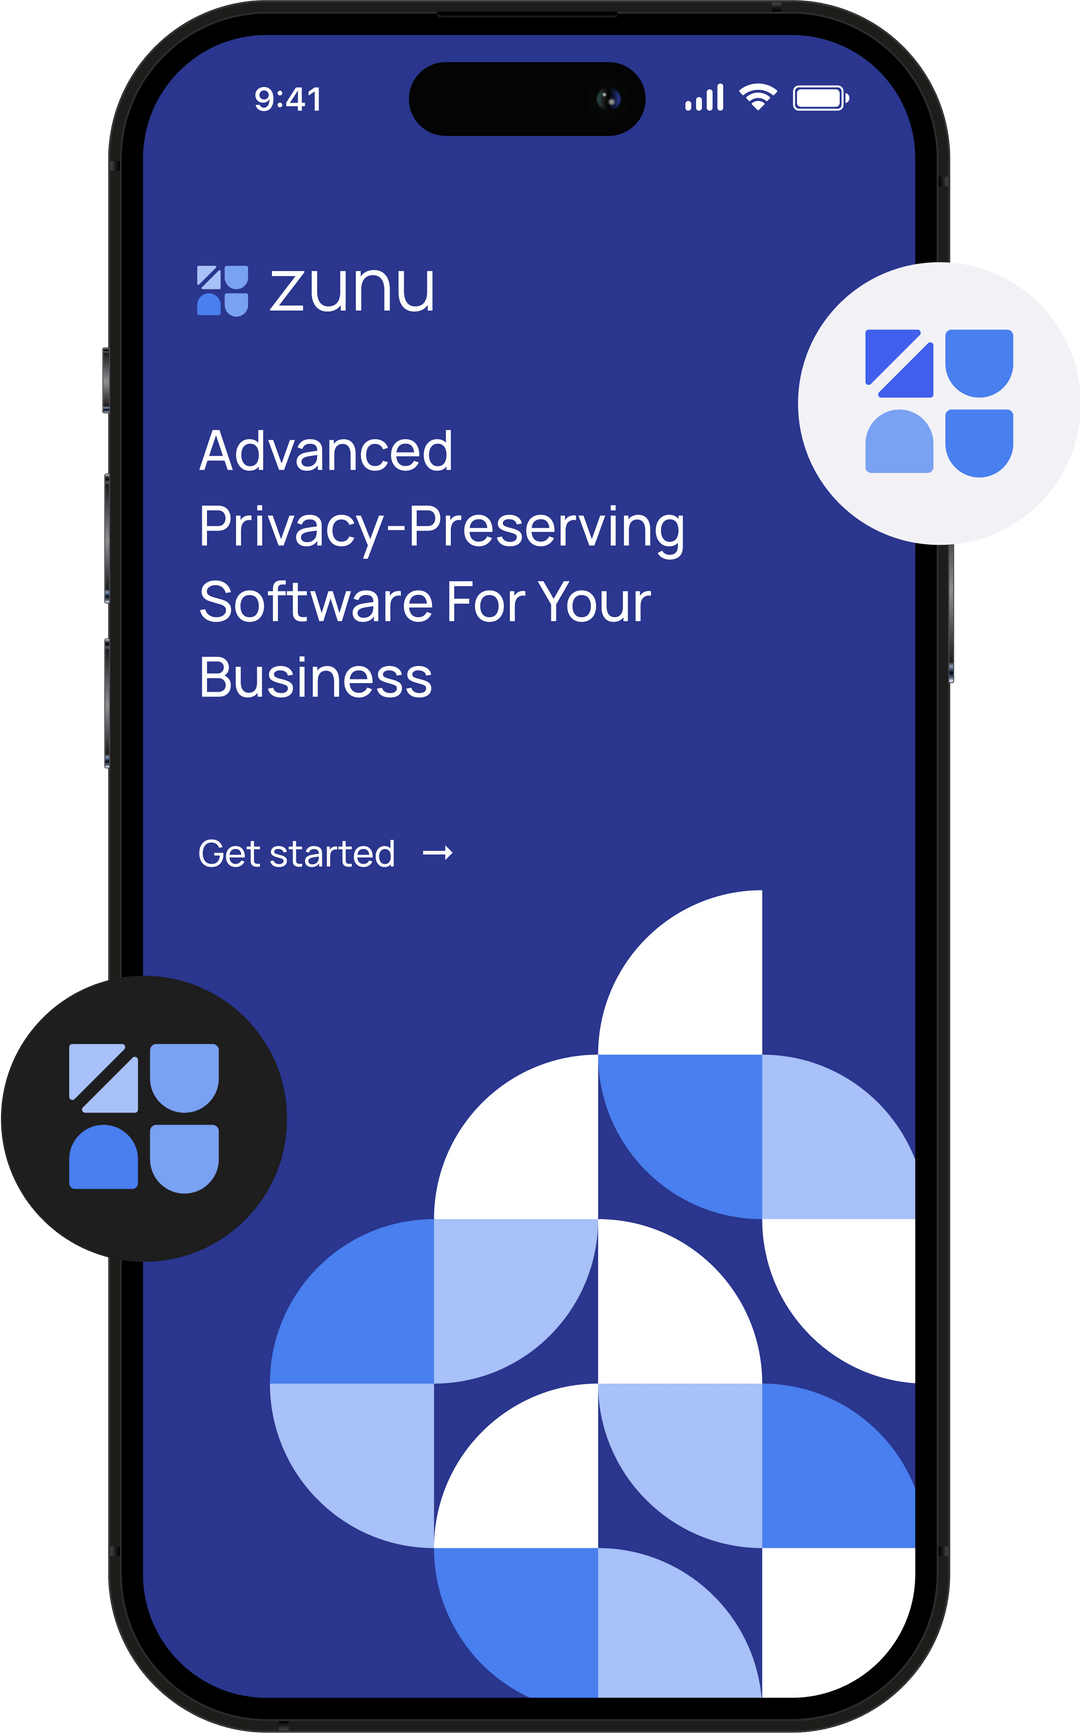 9:41
zunu
Advanced
Privacy-Preserving
Software For Your
Business
Get started →